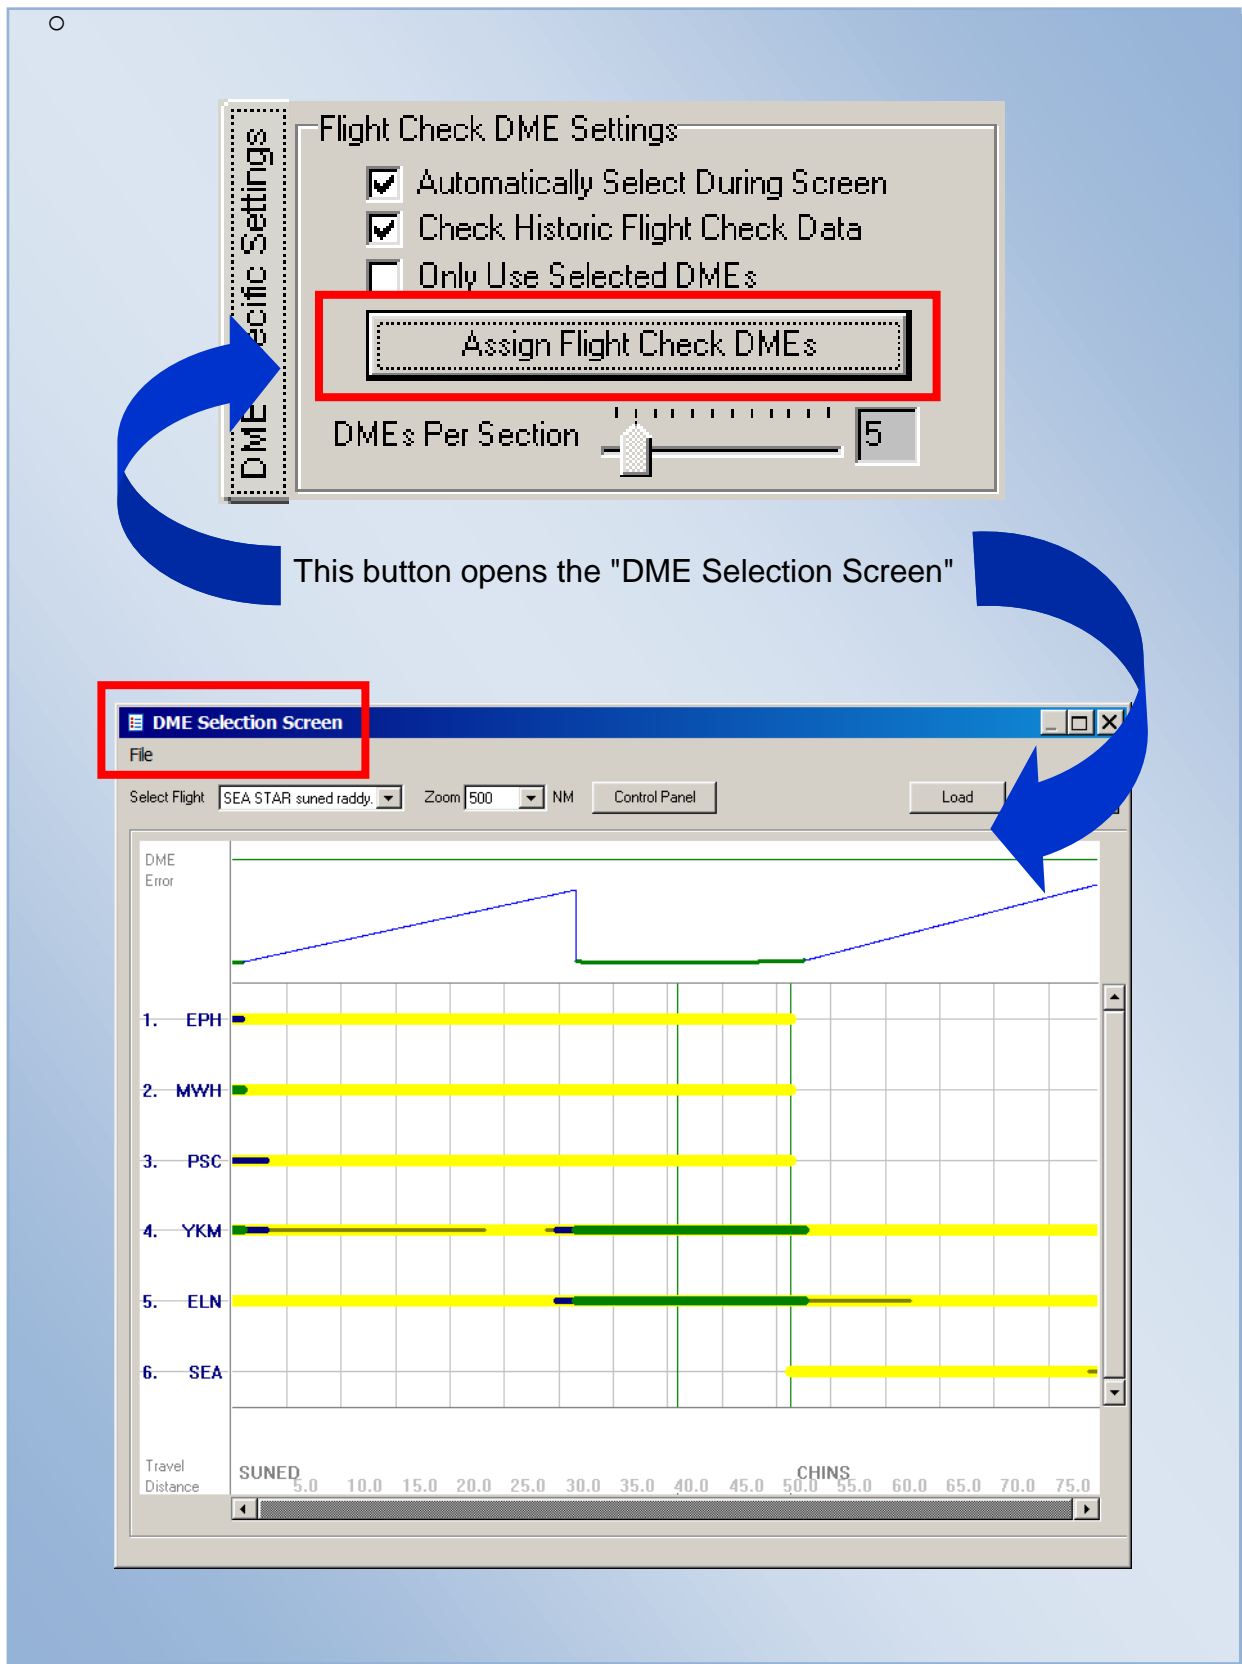 DME Specific Settings
Flight Check DME Settings
Automatically Select During Screen
Check Historic Flight Check Data
Only Use Selected DMEs
Assign Flight Check DMEs
DMEs Per Section 5
This button opens the "DME Selection Screen"
DME Selection Screen
File
Select Flight SEA STAR suned raddy. Zoom 500 NM Control Panel Load
DME
Error
1. EPH
2. MWH
3. PSC
4. YKM
5. ELN
6. SEA
Travel
Distance
SUNED CHINS
5.0 10.0 15.0 20.0 25.0 30.0 35.0 40.0 45.0 50.0 55.0 60.0 65.0 70.0 75.0